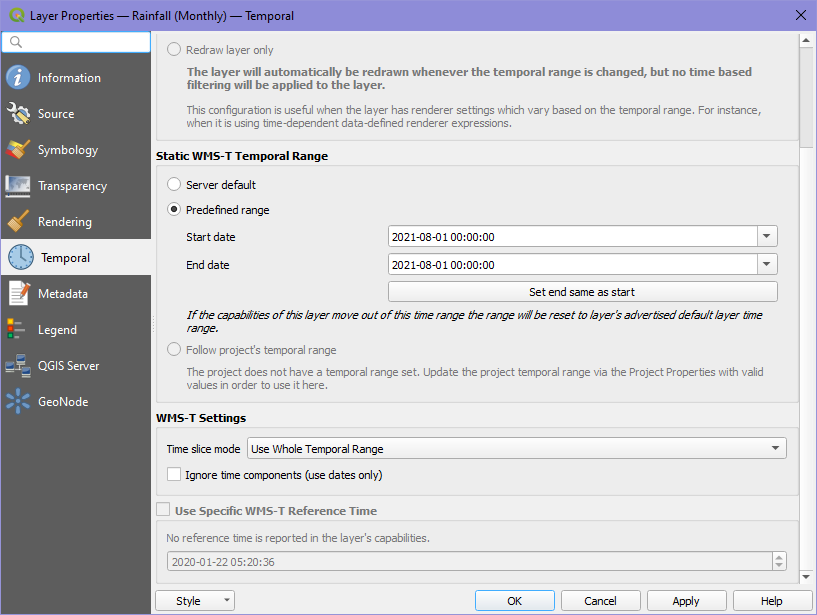 Layer Properties — Rainfall (Monthly) — Temporal
Information
Source
Symbology
Transparency
Rendering
Temporal
Metadata
Legend
QGIS Server
GeoNode
Redraw layer only
The layer will automatically be redrawn whenever the temporal range is changed, but no time based
filtering will be applied to the layer.
This configuration is useful when the layer has renderer settings which vary based on the temporal range. For instance,
when it is using time-dependent data-defined renderer expressions.
Static WMS-T Temporal Range
Server default
Predefined range
Start date 2021-08-01 00:00:00
End date 2021-08-01 00:00:00
Set end same as start
If the capabilities of this layer move out of this time range the range will be reset to layer's advertised default layer time
range.
Follow project's temporal range
The project does not have a temporal range set. Update the project temporal range via the Project Properties with valid
values in order to use it here.
WMS-T Settings
Time slice mode Use Whole Temporal Range
Ignore time components (use dates only)
Use Specific WMS-T Reference Time
No reference time is reported in the layer's capabilities.
2020-01-22 05:20:36
Style OK Cancel Apply Help